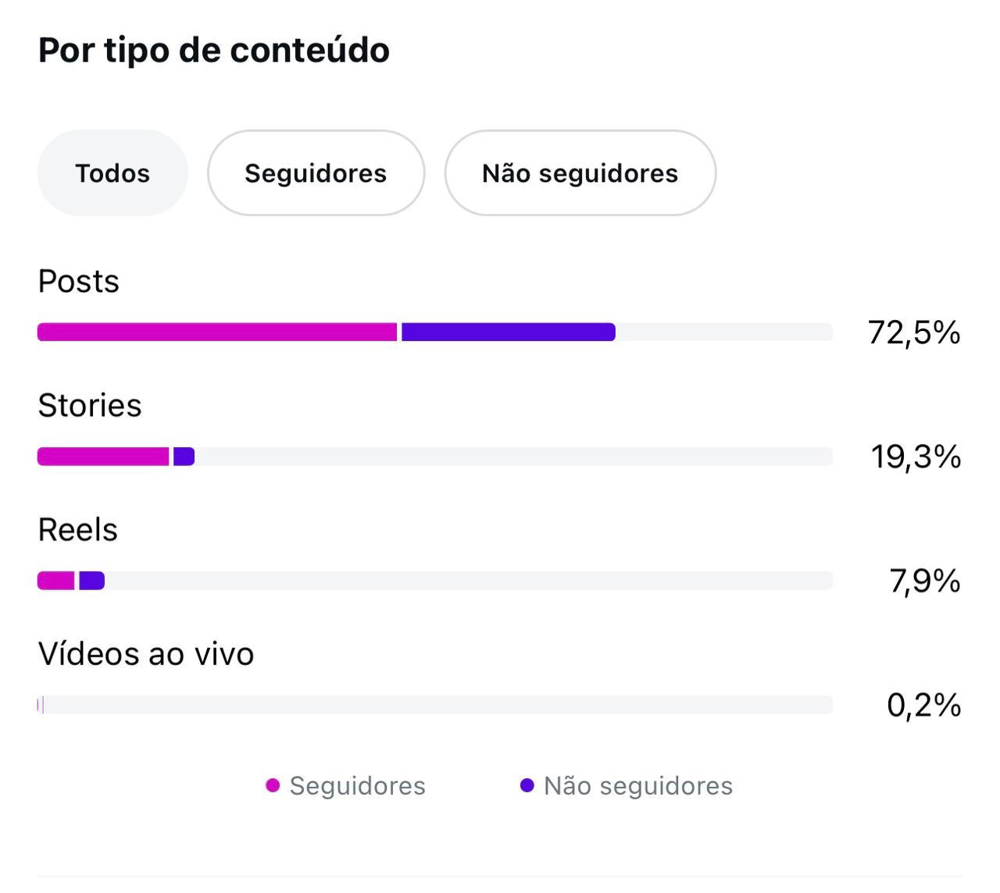 Por tipo de conteúdo
Todos
Seguidores
Não seguidores
Posts
72,5%
Stories
19,3%
Reels
7,9%
Vídeos ao vivo
0,2%
Seguidores
Não seguidores